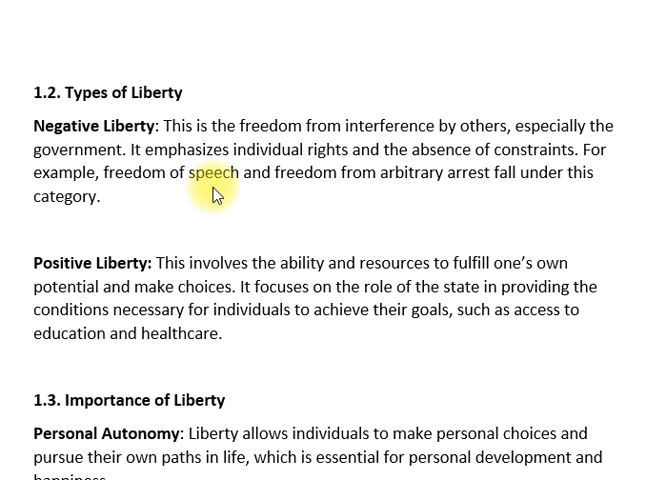 1.2. Types of Liberty
Negative Liberty: This is the freedom from interference by others, especially the
government. It emphasizes individual rights and the absence of constraints. For
example, freedom of speech and freedom from arbitrary arrest fall under this
category.
Positive Liberty: This involves the ability and resources to fulfill one’s own
potential and make choices. It focuses on the role of the state in providing the
conditions necessary for individuals to achieve their goals, such as access to
education and healthcare.
1.3. Importance of Liberty
Personal Autonomy: Liberty allows individuals to make personal choices and
pursue their own paths in life, which is essential for personal development and
happiness.